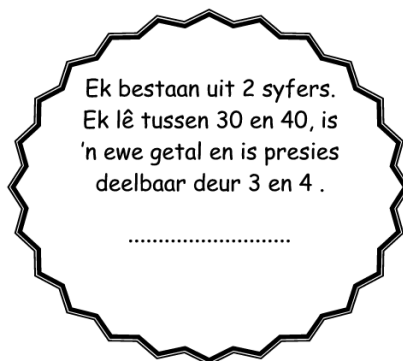 Ek bestaan uit 2 syfers.
Ek lê tussen 30 en 40, is
'n ewe getal en is presies
deelbaar deur 3 en 4 .
...........................